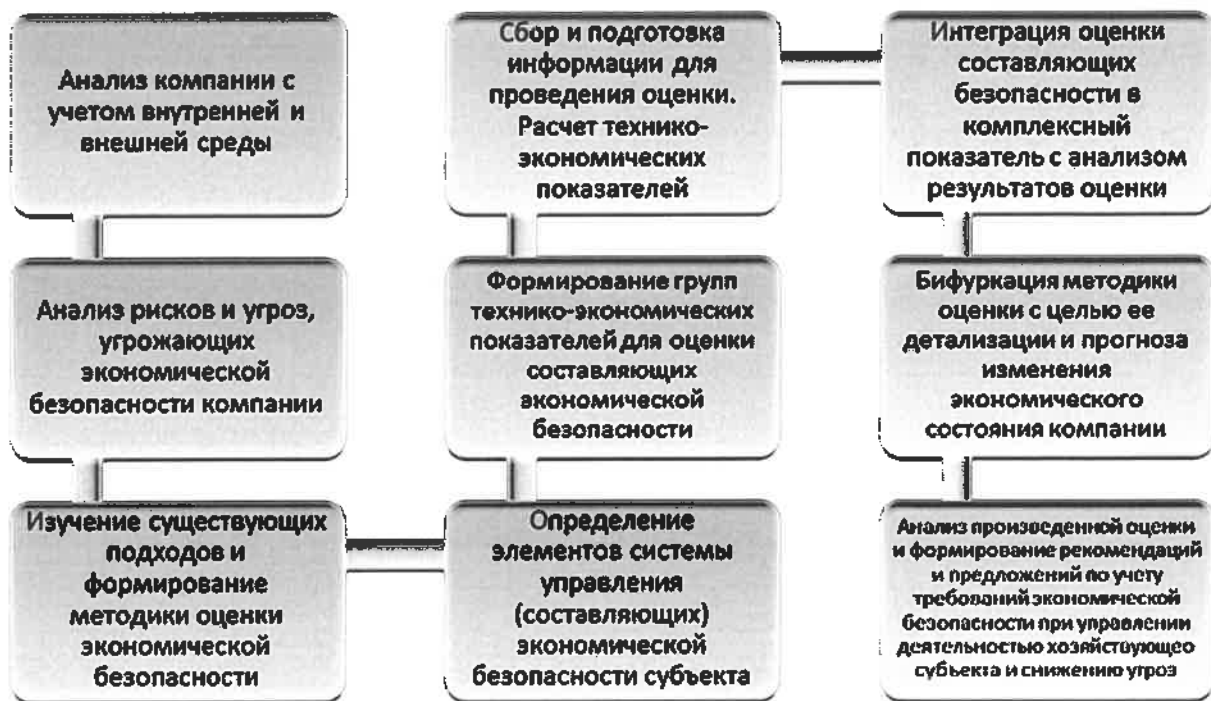 Анализ компании с
учетом внутренней и
внешней среды
Анализ рисков и угроз,
угрожающих
экономической
безопасности компании
Изучение существующих
подходов и
формирование
методики оценки
экономической
безопасности
Определение
элементов системы
управления
(составляющих)
экономической
безопасности субъекта
Формирование групп
технико-экономических
показателей для оценки
составляющих
экономической
безопасности
Сбор и подготовка
информации для
проведения оценки.
Расчет технико-
экономических
показателей
Интеграция оценки
составляющих
безопасности в
комплексный
показатель с анализом
результатов оценки
Бифуркация методики
оценки с целью ее
детализации и прогноза
изменения
экономического
состояния компании
Анализ произведенной оценки
и формирование рекомендаций
и предложений по учету
требований экономической
безопасности при управлении
деятельностью хозяйствующео
субъекта и снижению угроз